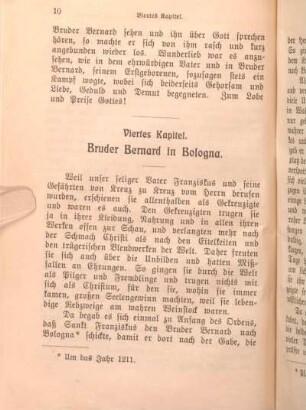 10
Viertes Kapitel.
Bruder Bernard sehen und ihn über Gott sprechen
hören, so machte er sich von ihm rasch und kurz
angebunden wieder los. Wunderlieb war es anzu-
sehen, wie in dem ehrwürdigen Vater und in Bruder
Bernard, seinem Erstgeborenen, sozusagen stets ein
Kampf wogte, wobei sich beiderseits Gehorsam und
Liebe, Geduld und Demut begegneten. Zum Lobe
und Preise Gottes!
Viertes Kapitel.
Bruder Bernard in Bologna.
Weil unser seliger Vater Franziskus und seine
Gefährten von Kreuz zu Kreuz vom Herrn berufen
wurden, erschienen sie allenthalben als Gekreuzigte
und waren es auch. Den Gekreuzigten trugen sie
ja in ihrer Kleidung, Nahrung und in allen ihren
Werken offen zur Schau, und verlangten mehr nach
der Schmach Christi als nach den Eitelkeiten und
den trügerischen Blendwerken der Welt. Daher freuten
sie sich auch über die Unbilden und hatten Miß-
fallen an Ehrungen. So gingen sie durch die Welt
als Pilger und Fremdlinge und trugen nichts mit
sich als Christum, für den sie, wohin sie immer
kamen, großen Seelengewinn machten, weil sie leben-
dige Rebzweige am wahren Weinstock waren.
Da begab es sich einmal zu Anfang des Ordens,
daß Sankt Franziskus den Bruder Bernard nach
Bologna* schickte, damit er dort nach der Gabe, die
* Um das Jahr 1211.